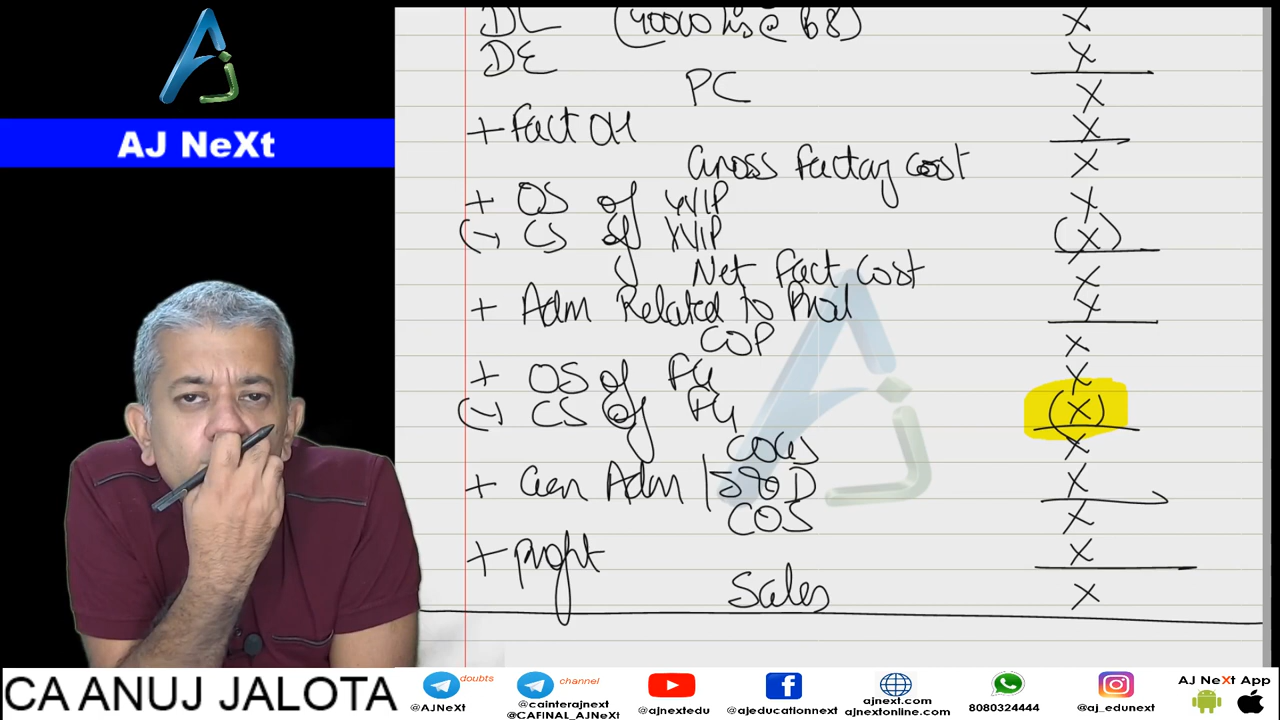 AJ NeXt
DL (40000 hrs @ 68) X
DE X
PC X
+ Fact OH X
Gross Factory Cost X
+ OS of WIP X
(-) CS of WIP (X)
Net Fact Cost X
+ Adm Related to Prod X
COP X
+ OS of FG X
(-) CS of FG (X)
COGS X
+ Gen Adm | S & D X
COS X
+ Profit X
Sales X
CA ANUJ JALOTA
doubts
@AJNeXt
channel
@cainterajnext
@CAFINAL_AJNeXt
@ajnextedu
@ajeducationnext
ajnext.com
ajnextonline.com
8080324444
@aj_edunext
AJ NeXt App